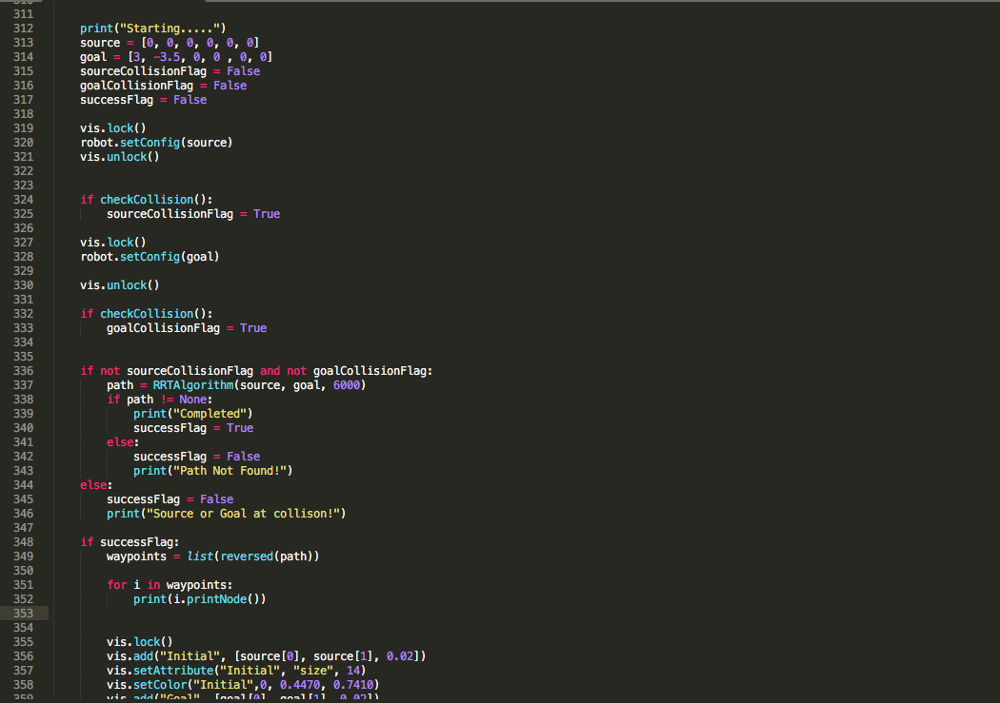 311
312 print("Starting.....")
313 source = [0, 0, 0, 0, 0, 0]
314 goal = [3, -3.5, 0, 0 , 0, 0]
315 sourceCollisionFlag = False
316 goalCollisionFlag = False
317 successFlag = False
318
319 vis.lock()
320 robot.setConfig(source)
321 vis.unlock()
322
323
324 if checkCollision():
325 sourceCollisionFlag = True
326
327 vis.lock()
328 robot.setConfig(goal)
329
330 vis.unlock()
331
332 if checkCollision():
333 goalCollisionFlag = True
334
335
336 if not sourceCollisionFlag and not goalCollisionFlag:
337 path = RRTAlgorithm(source, goal, 6000)
338 if path != None:
339 print("Completed")
340 successFlag = True
341 else:
342 successFlag = False
343 print("Path Not Found!")
344 else:
345 successFlag = False
346 print("Source or Goal at collison!")
347
348 if successFlag:
349 waypoints = list(reversed(path))
350
351 for i in waypoints:
352 print(i.printNode())
353
354
355 vis.lock()
356 vis.add("Initial", [source[0], source[1], 0.02])
357 vis.setAttribute("Initial", "size", 14)
358 vis.setColor("Initial",0, 0.4470, 0.7410)
359 vis.add("Goal", [goal[0], goal[1], 0.02])